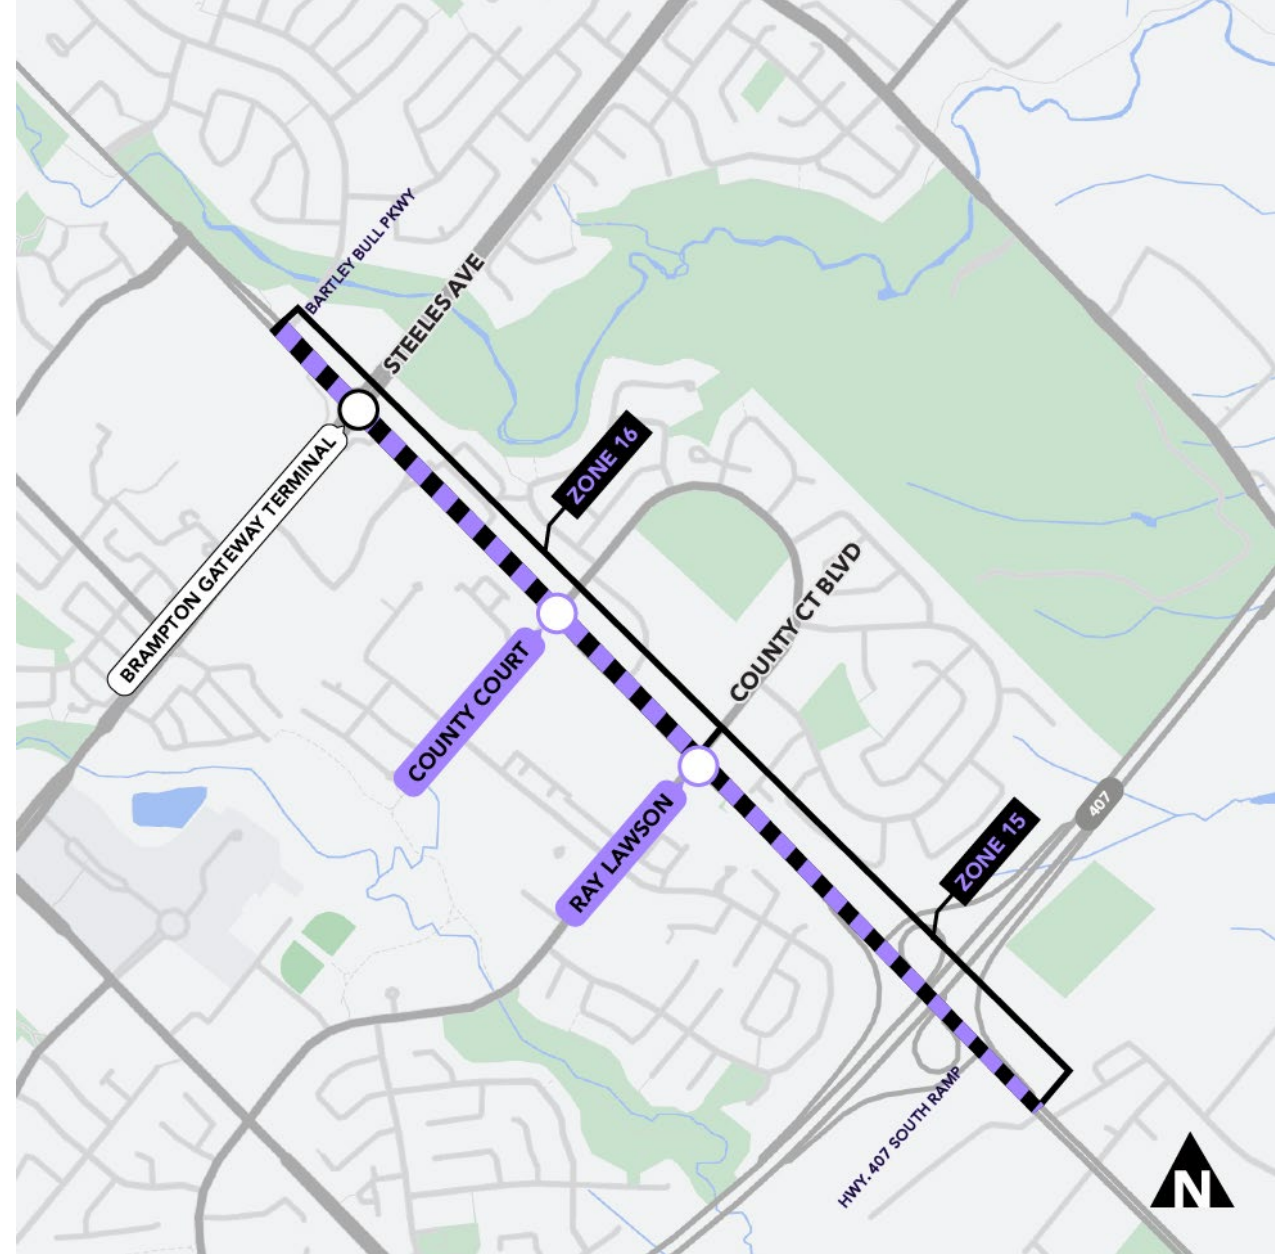 BARTLEY BULL PKWY
STEELES AVE
BRAMPTON GATEWAY TERMINAL
ZONE 16
COUNTY COURT
COUNTY CT BLVD
RAY LAWSON
407
ZONE 15
HWY. 407 SOUTH RAMP
N